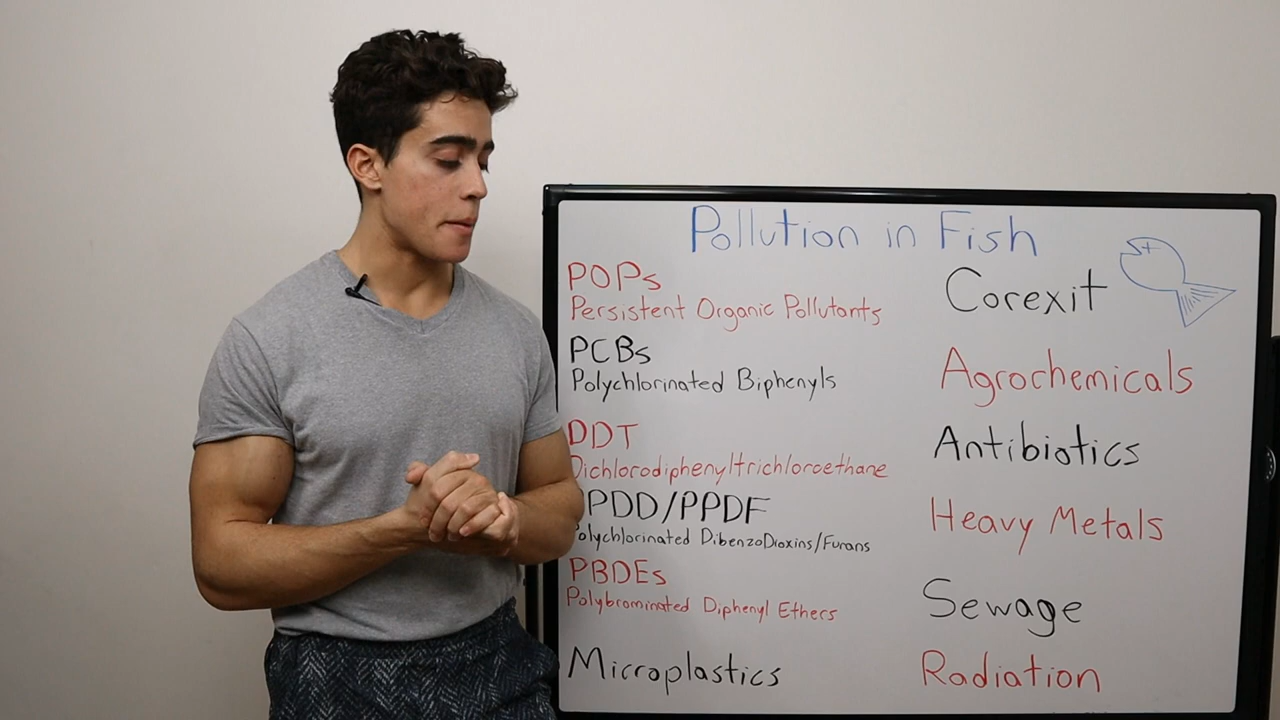 Pollution in Fish
POPs
Persistent Organic Pollutants
PCBs
Polychlorinated Biphenyls
DDT
Dichlorodiphenyltrichloroethane
PPDD/PPDF
Polychlorinated DibenzoDioxins/Furans
PBDEs
Polybrominated Diphenyl Ethers
Microplastics
Corexit
Agrochemicals
Antibiotics
Heavy Metals
Sewage
Radiation